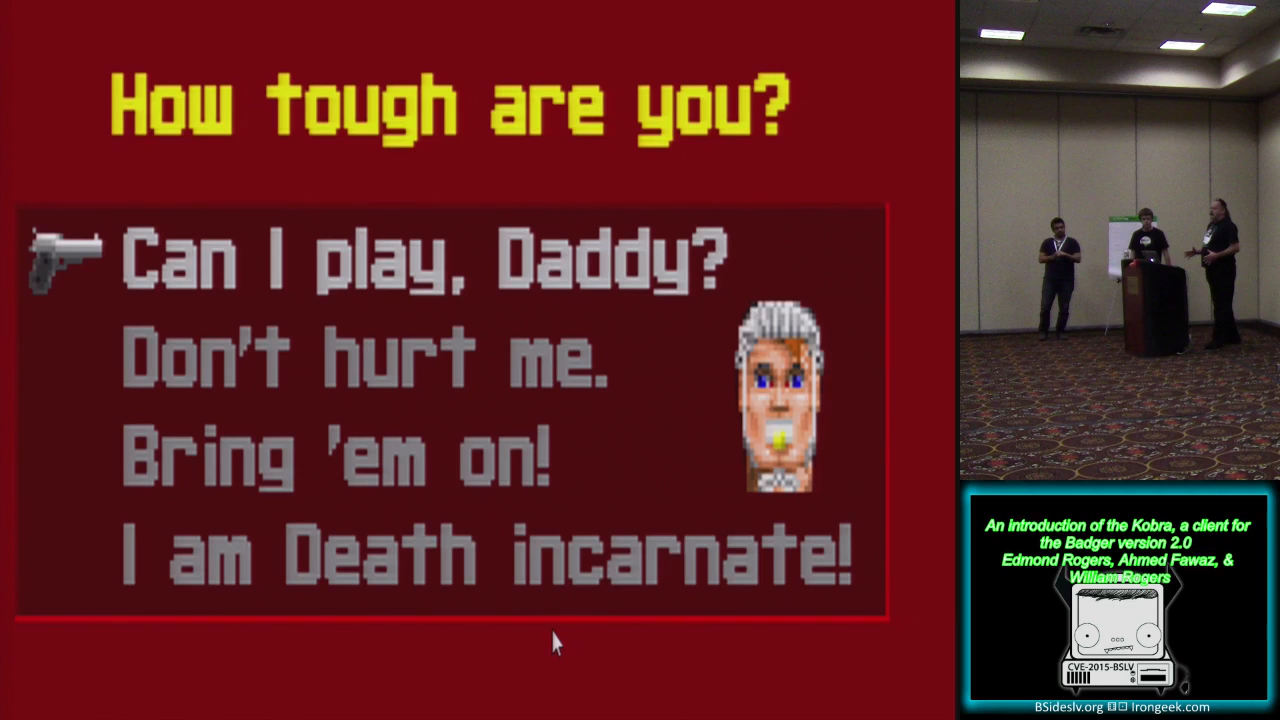 How tough are you?
Can I play, Daddy?
Don't hurt me.
Bring 'em on!
I am Death incarnate!
An introduction of the Kobra, a client for
the Badger version 2.0
Edmond Rogers, Ahmed Fawaz, &
William Rogers
CVE-2015-BSLV
BSideslv.org Irongeek.com